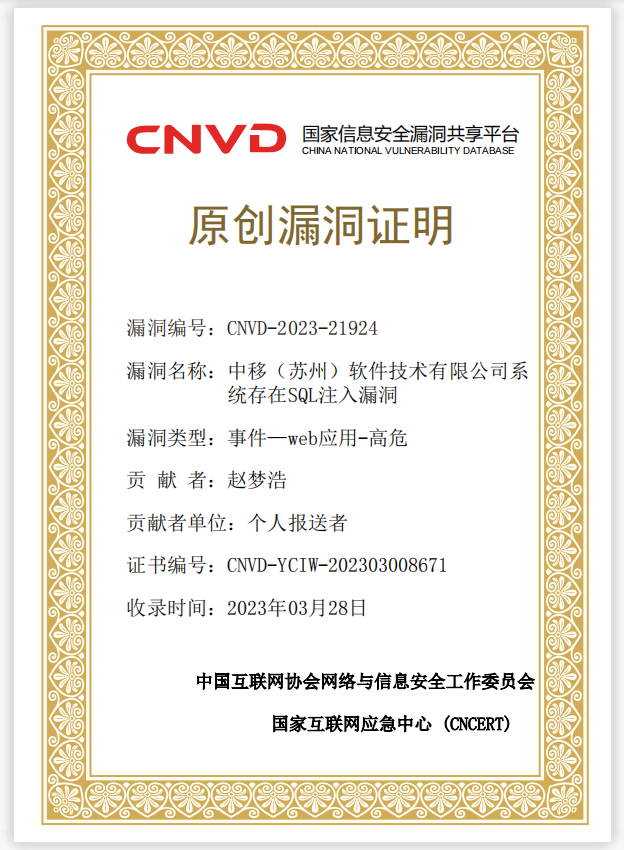 CNVD
国家信息安全漏洞共享平台
CHINA NATIONAL VULNERABILITY DATABASE
原创漏洞证明
漏洞编号：CNVD-2023-21924
漏洞名称：中移（苏州）软件技术有限公司系
统存在SQL注入漏洞
漏洞类型：事件—web应用-高危
贡 献 者：赵梦浩
贡献者单位：个人报送者
证书编号：CNVD-YCIW-202303008671
收录时间：2023年03月28日
中国互联网协会网络与信息安全工作委员会
国家互联网应急中心 (CNCERT)